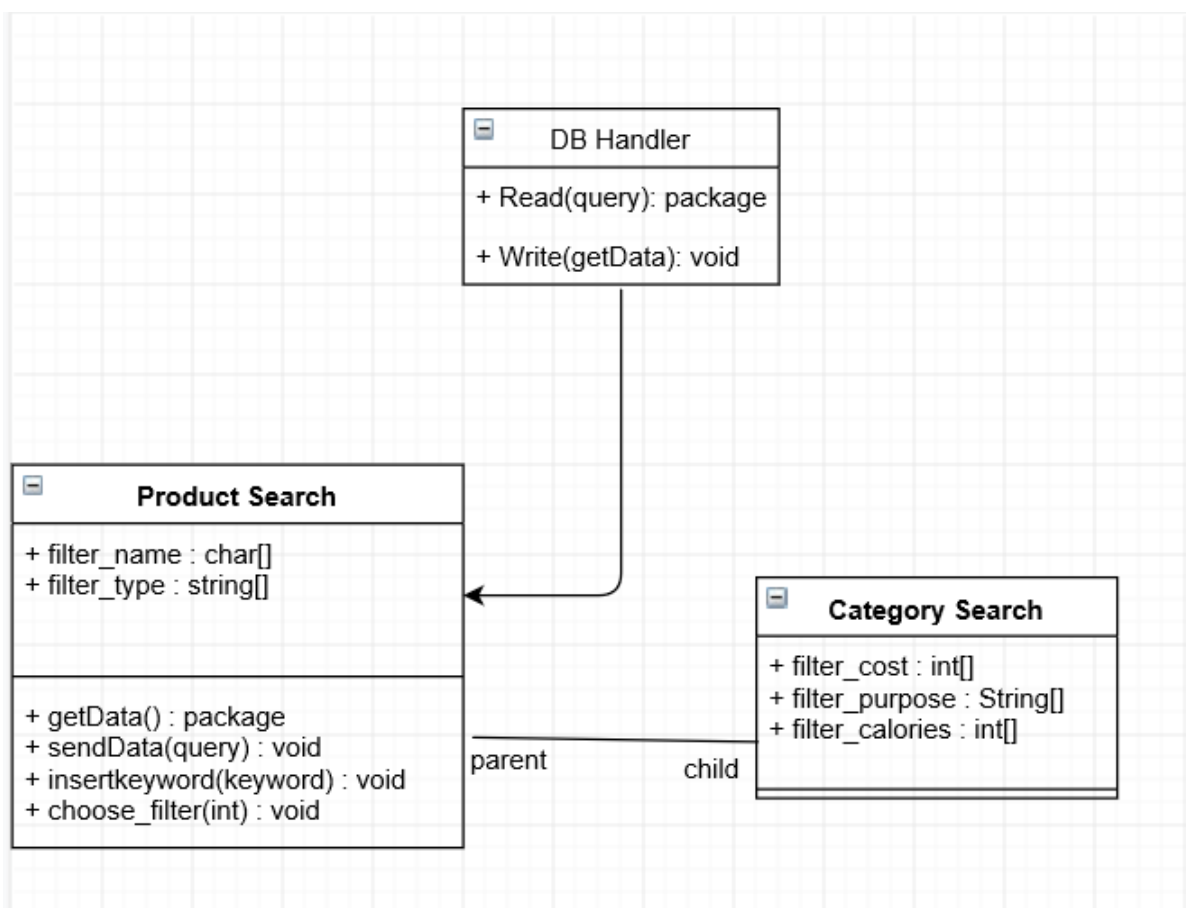 DB Handler
+ Read(query): package
+ Write(getData): void
Product Search
+ filter_name : char[]
+ filter_type : string[]
+ getData() : package
+ sendData(query) : void
+ insertkeyword(keyword) : void
+ choose_filter(int) : void
parent
child
Category Search
+ filter_cost : int[]
+ filter_purpose : String[]
+ filter_calories : int[]